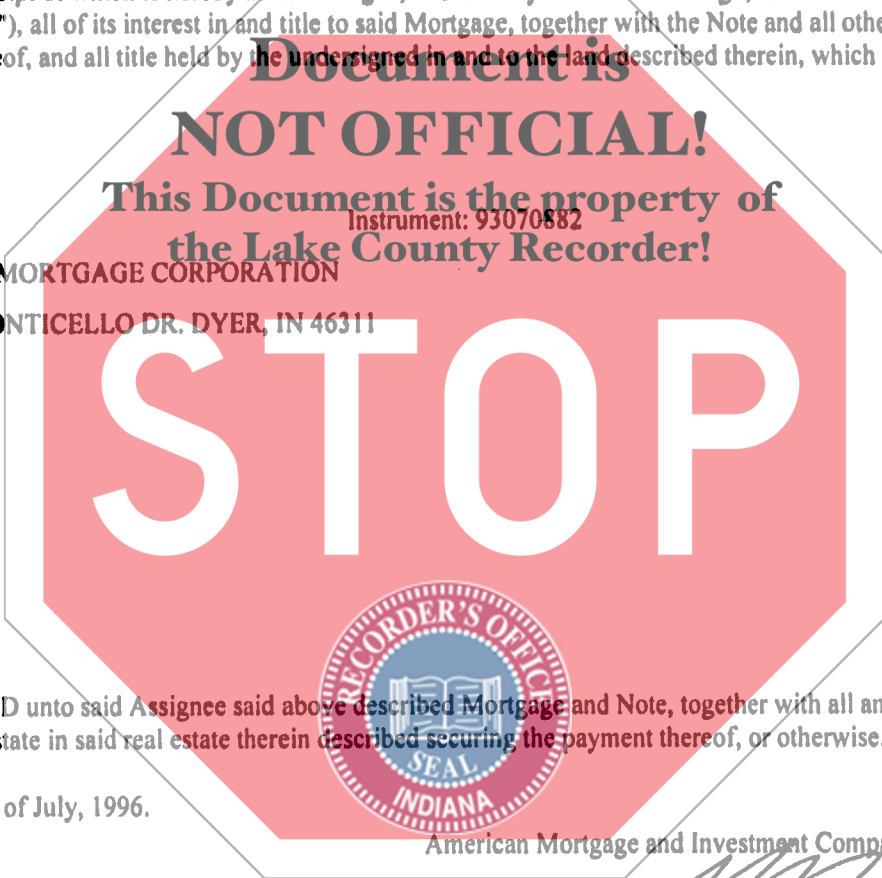 "), all of its interest in and title to said Mortgage, together with the Note and all othe
of, and all title held by the undersigned in and to the land described therein, which
Document is
NOT OFFICIAL!
This Document is the property of
Instrument: 93070882
the Lake County Recorder!
MORTGAGE CORPORATION
NTICELLO DR. DYER, IN 46311
STOP
RECORDER'S OFFICE
D unto said Assignee said above described Mortgage and Note, together with all an
tate in said real estate therein described securing the payment thereof, or otherwise.
SEAL
INDIANA
of July, 1996.
American Mortgage and Investment Comp